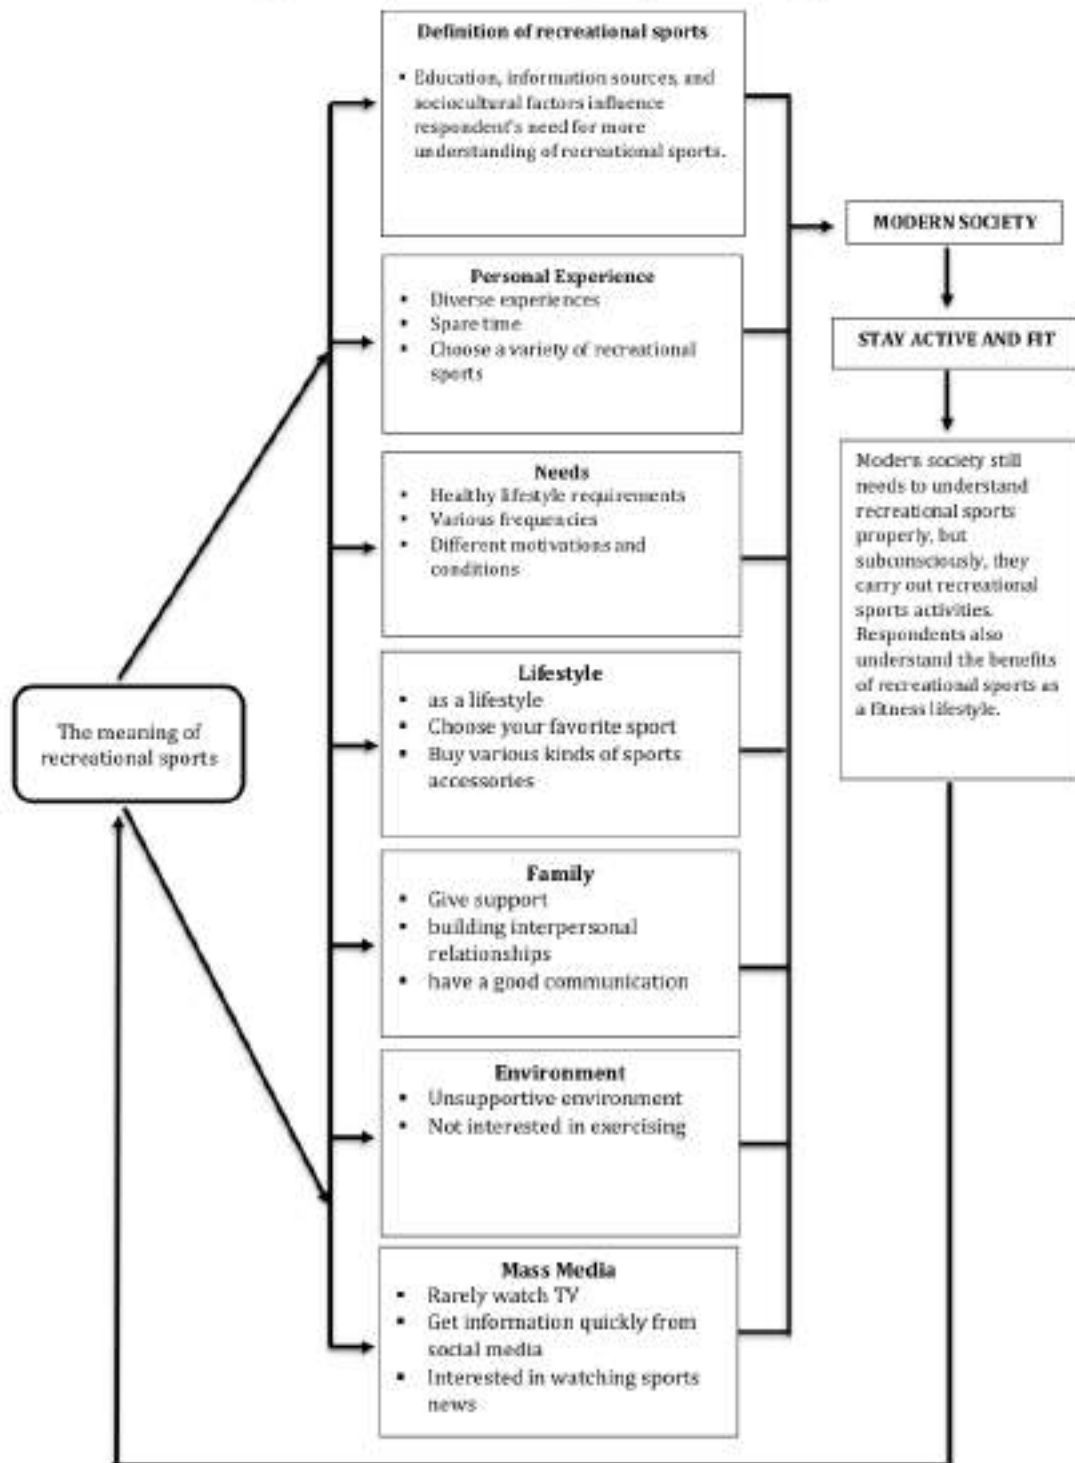 Definition of recreational sports
▪ Education, information sources, and
sociocultural factors influence
respondent's need for more
understanding of recreational sports.
MODERN SOCIETY
Personal Experience
▪ Diverse experiences
▪ Spare time
▪ Choose a variety of recreational
sports
STAY ACTIVE AND FIT
Needs
▪ Healthy lifestyle requirements
▪ Various frequencies
▪ Different motivations and
conditions
Modern society still
needs to understand
recreational sports
properly, but
subconsciously, they
carry out recreational
sports activities.
Respondents also
understand the benefits
of recreational sports as
a fitness lifestyle.
The meaning of
recreational sports
Lifestyle
▪ as a lifestyle
▪ Choose your favorite sport
▪ Buy various kinds of sports
accessories
Family
▪ Give support
▪ building interpersonal
relationships
▪ have a good communication
Environment
▪ Unsupportive environment
▪ Not interested in exercising
Mass Media
▪ Rarely watch TV
▪ Get information quickly from
social media
▪ Interested in watching sports
news